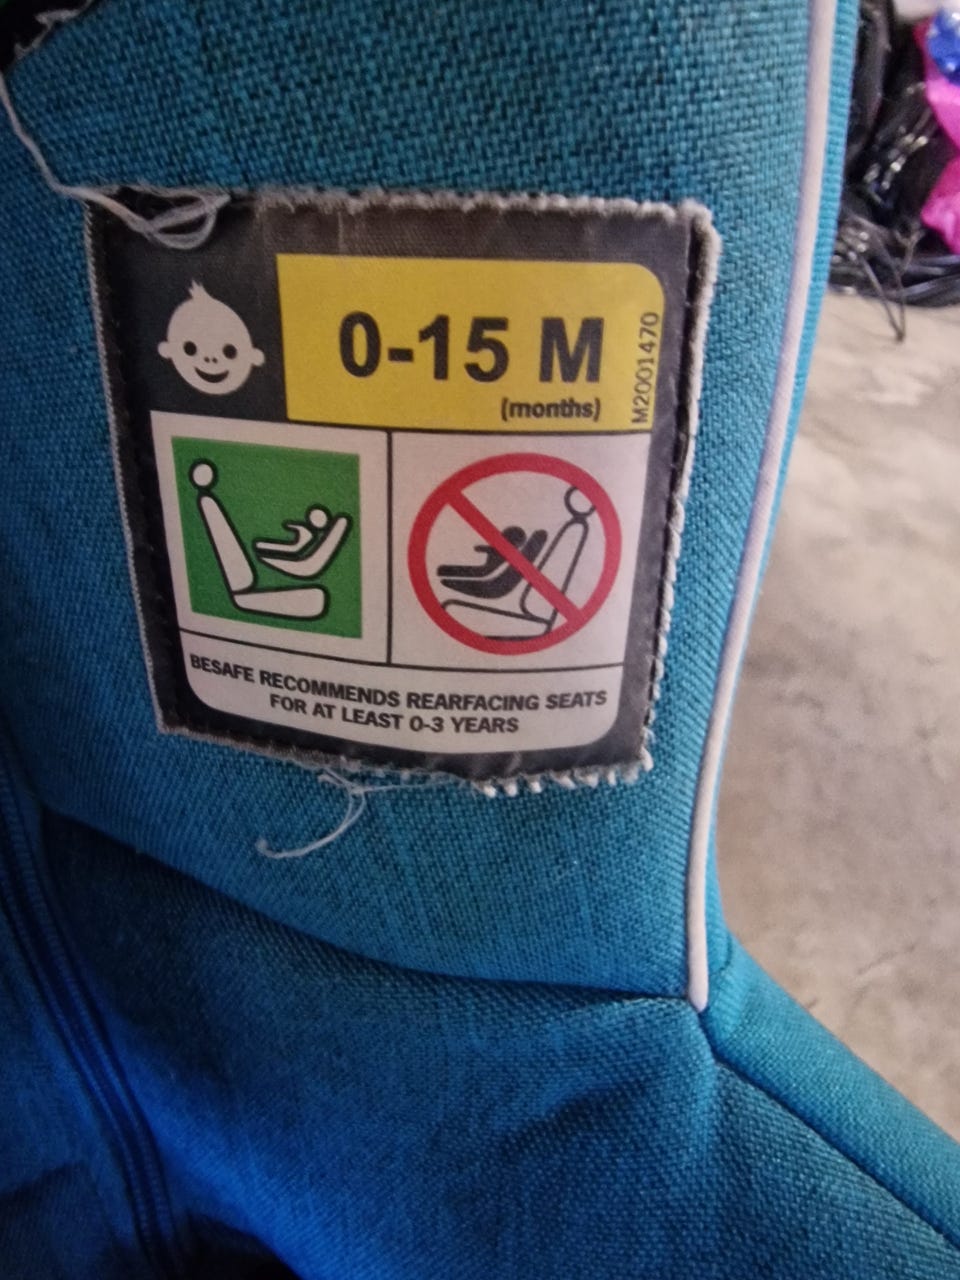 0-15 M
(months)
M2001470
BESAFE RECOMMENDS REARFACING SEATS
FOR AT LEAST 0-3 YEARS